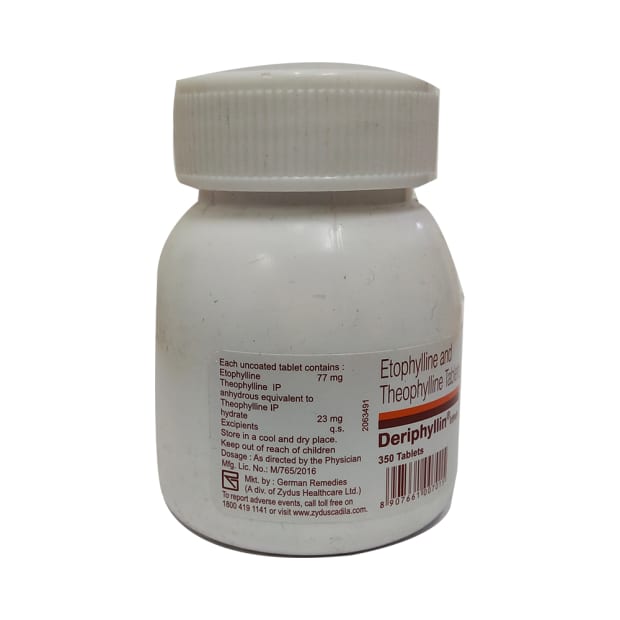 Each uncoated tablet contains :
Etophylline 77 mg
Theophylline IP
anhydrous equivalent to
Theophylline IP
hydrate 23 mg
Excipients q.s.
Store in a cool and dry place.
Keep out of reach of children
Dosage : As directed by the Physician
Mfg. Lic. No.: M/765/2016
Mkt. by : German Remedies
(A div. of Zydus Healthcare Ltd.)
To report adverse events, call toll free on
1800 419 1141 or visit www.zyduscadila.com.
2063491
Etophylline and
Theophylline
Deriphyllin®
350 Tablets
8 907661